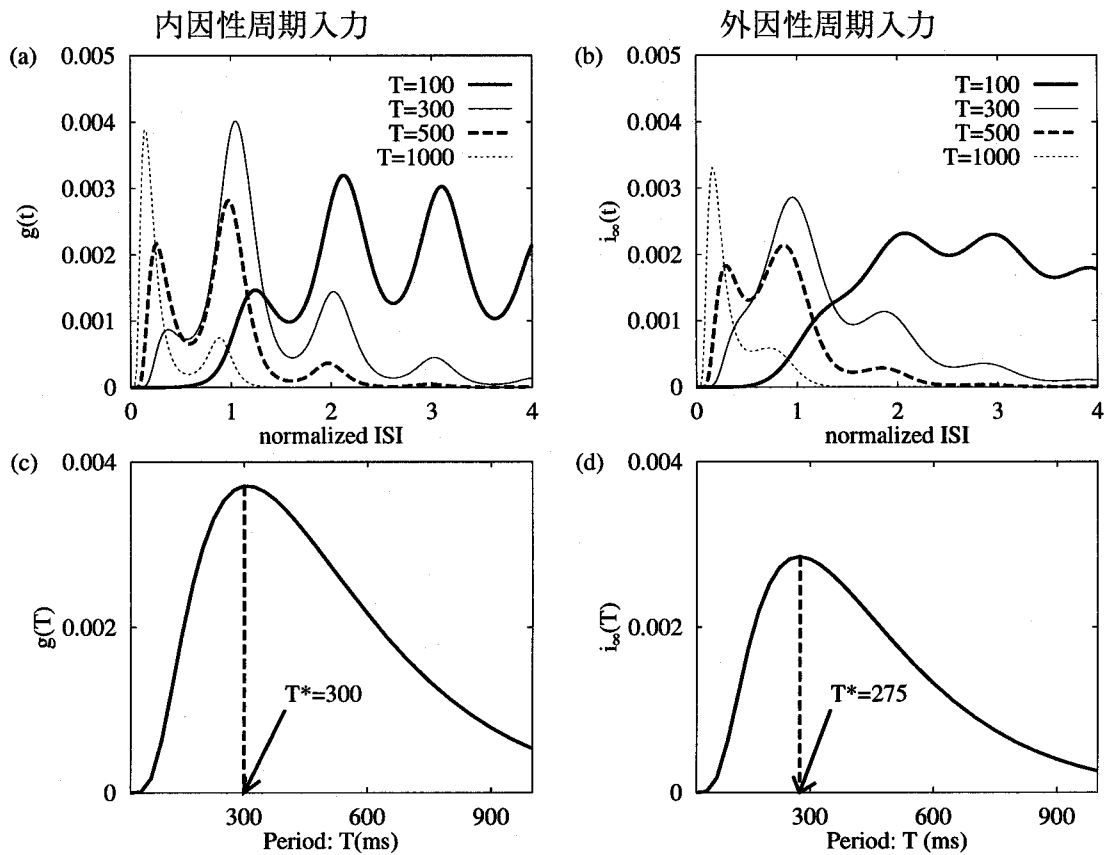 内因性周期入力
外因性周期入力
(a)
0.005
0.004
0.003
0.002
0.001
0
g(t)
T=100
T=300
T=500
T=1000
0 1 2 3 4
normalized ISI
(b)
0.005
0.004
0.003
0.002
0.001
0
i∞(t)
T=100
T=300
T=500
T=1000
0 1 2 3 4
normalized ISI
(c)
0.004
0.002
0
g(T)
T*=300
300 600 900
Period: T(ms)
(d)
0.004
0.002
0
i∞(T)
T*=275
300 600 900
Period: T (ms)